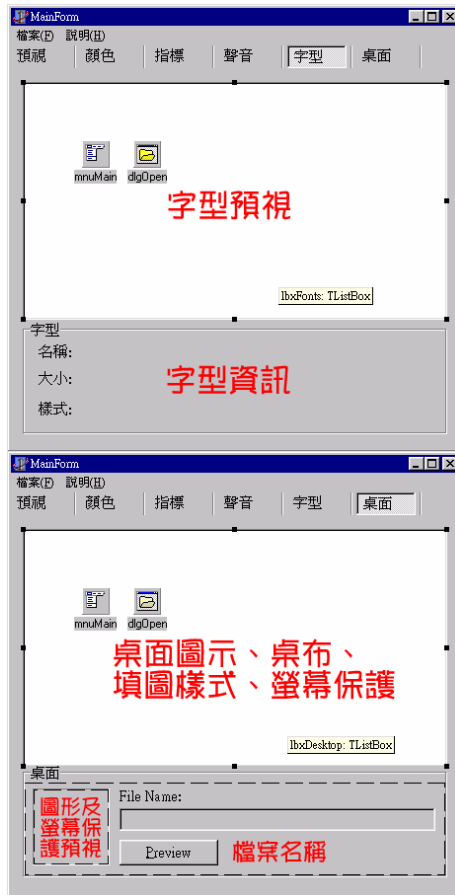 MainForm
檔案(F) 說明(H)
預視 顏色 指標 聲音 字型 桌面
mnuMain dlgOpen
字型預視
lbxFonts: TListBox
字型
名稱:
大小:
樣式:
字型資訊
MainForm
檔案(F) 說明(H)
預視 顏色 指標 聲音 字型 桌面
mnuMain dlgOpen
桌面圖示、桌布、
填圖樣式、螢幕保護
lbxDesktop: TListBox
桌面
圖形及
螢幕保
護預視
File Name:
Preview
檔案名稱